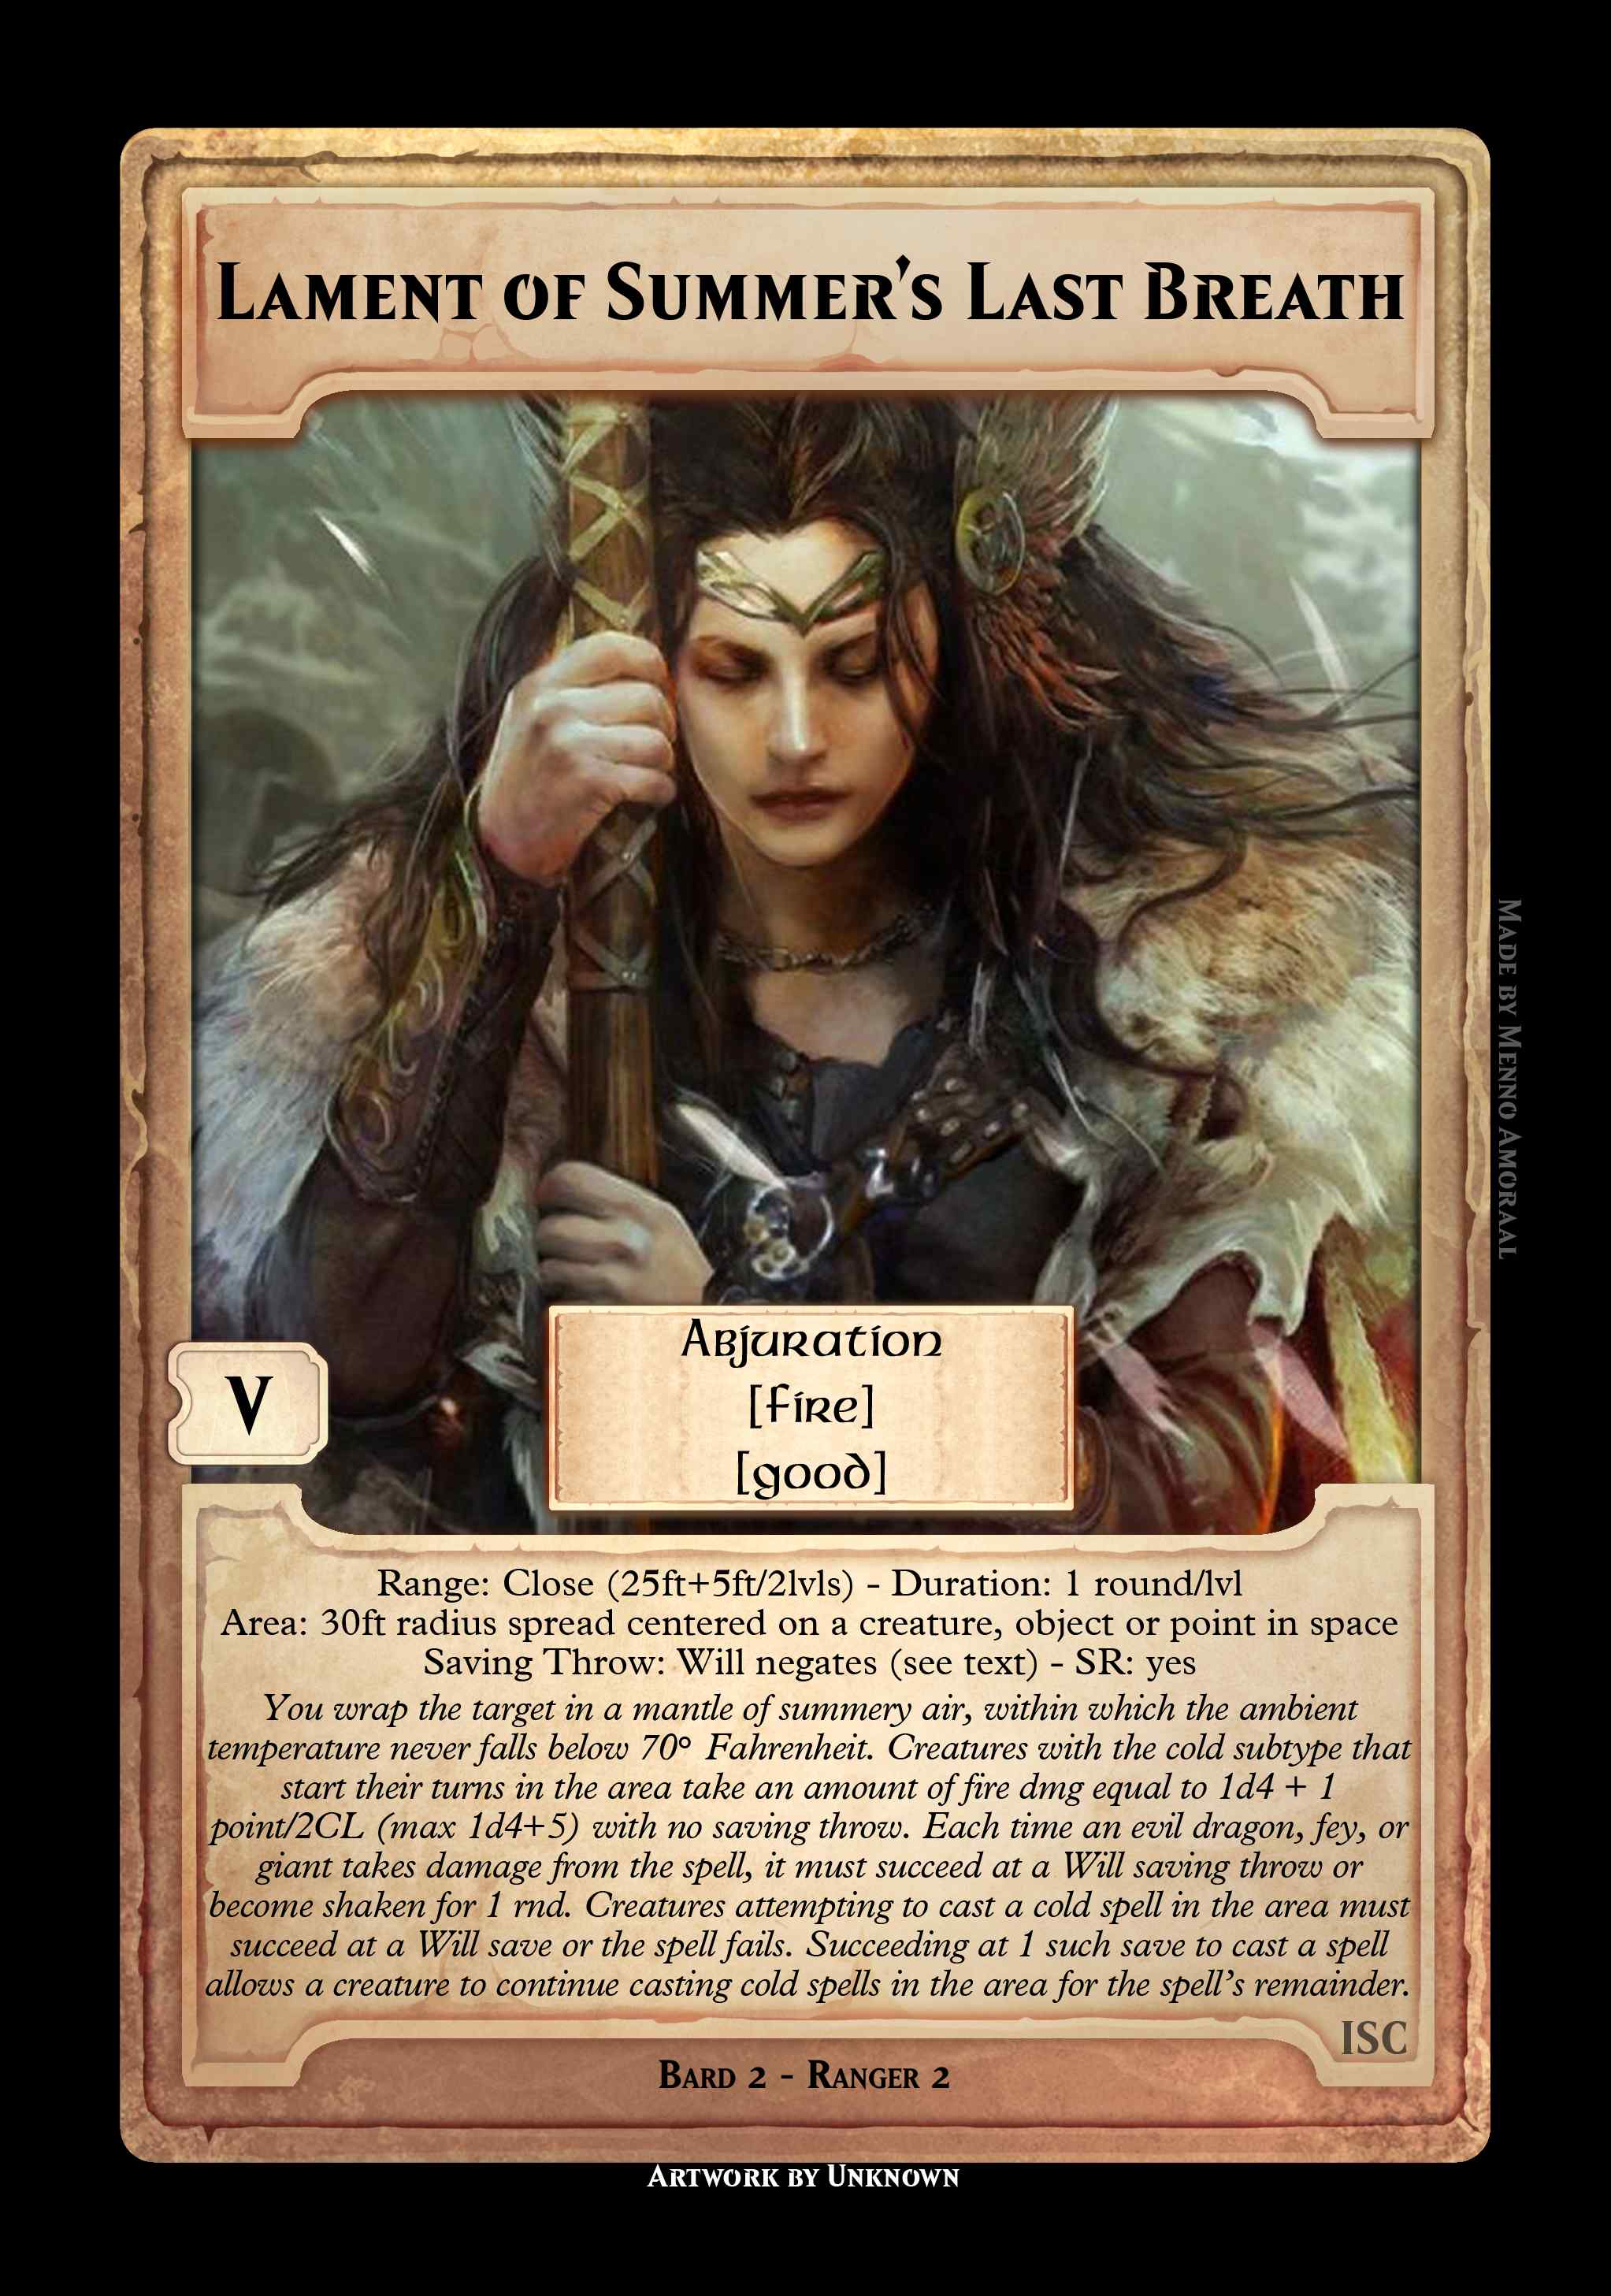 Lament of Summer's Last Breath
Made by Menno Amoraal
V
Abjuration
[fire]
[good]
Range: Close (25ft+5ft/2lvls) - Duration: 1 round/lvl
Area: 30ft radius spread centered on a creature, object or point in space
Saving Throw: Will negates (see text) - SR: yes
You wrap the target in a mantle of summery air, within which the ambient
temperature never falls below 70° Fahrenheit. Creatures with the cold subtype that
start their turns in the area take an amount of fire dmg equal to 1d4 + 1
point/2CL (max 1d4+5) with no saving throw. Each time an evil dragon, fey, or
giant takes damage from the spell, it must succeed at a Will saving throw or
become shaken for 1 rnd. Creatures attempting to cast a cold spell in the area must
succeed at a Will save or the spell fails. Succeeding at 1 such save to cast a spell
allows a creature to continue casting cold spells in the area for the spell's remainder.
ISC
Bard 2 - Ranger 2
Artwork by Unknown